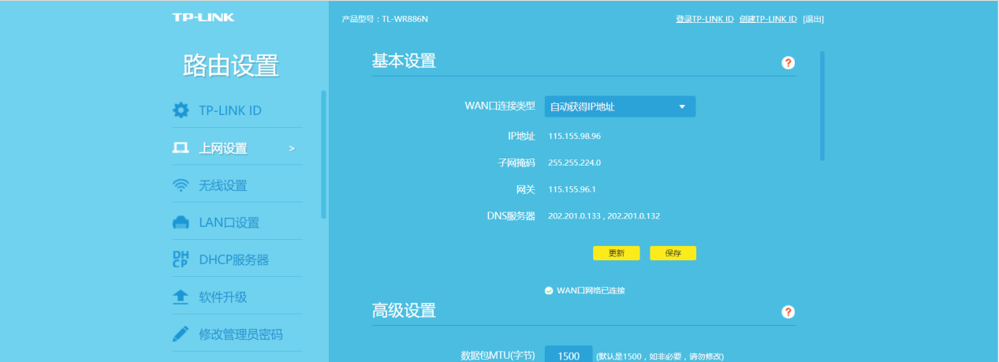 TP-LINK
产品型号：TL-WR886N
登录TP-LINK ID 创建TP-LINK ID [退出]
路由设置
TP-LINK ID
上网设置 >
无线设置
LAN口设置
DHCP服务器
软件升级
修改管理员密码
基本设置 ?
WAN口连接类型 自动获得IP地址
IP地址 115.155.98.96
子网掩码 255.255.224.0
网关 115.155.96.1
DNS服务器 202.201.0.133 , 202.201.0.132
更新 保存
WAN口网络已连接
高级设置 ?
数据包MTU(字节) 1500 (默认是1500，如非必要，请勿修改)